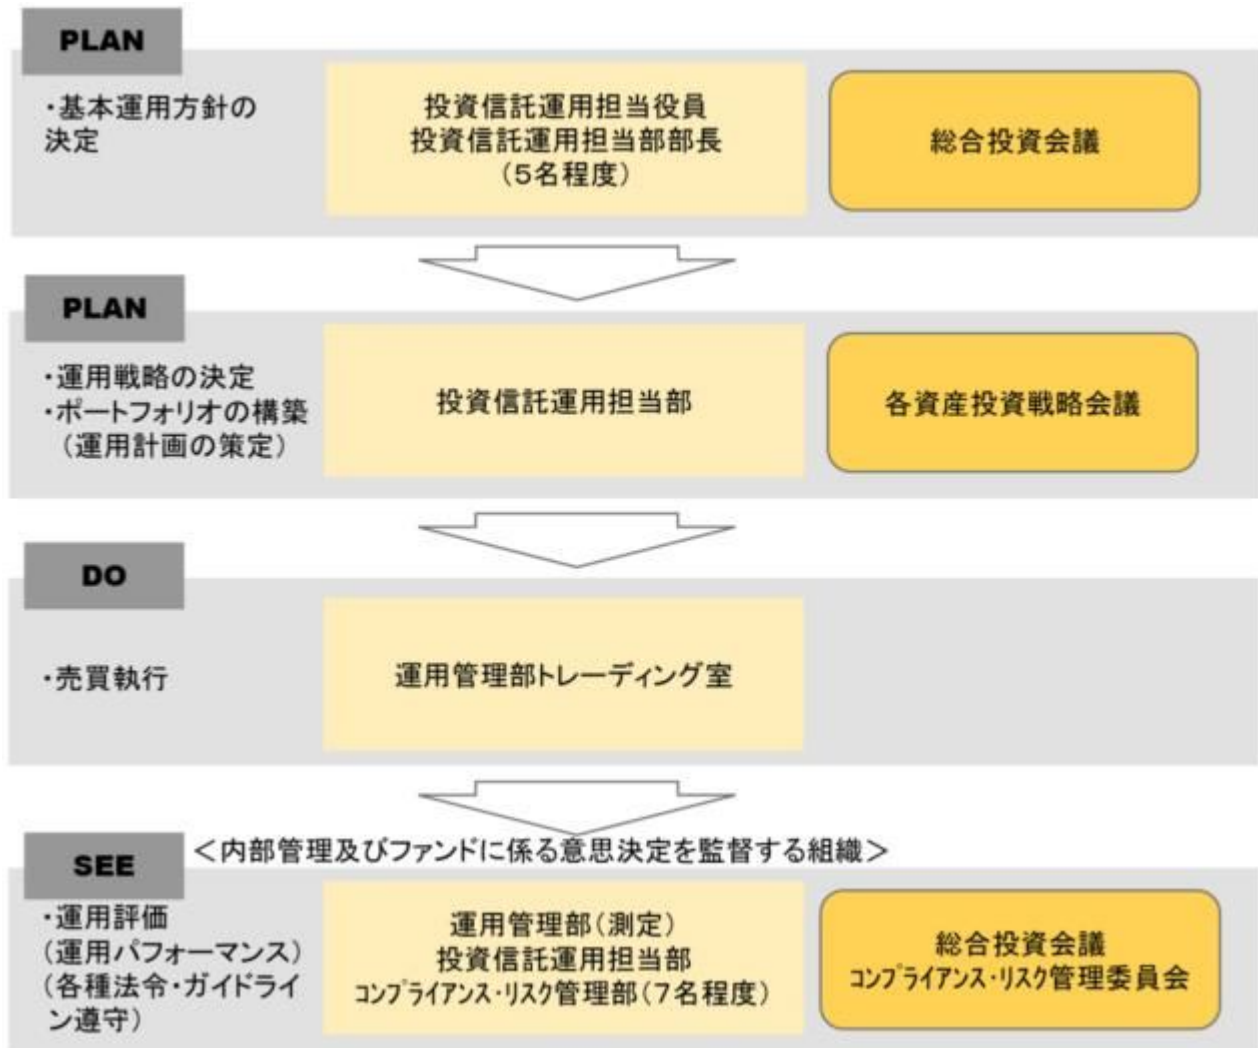 PLAN
・基本運用方針の
決定
投資信託運用担当役員
投資信託運用担当部部長
(5名程度)
総合投資会議
PLAN
・運用戦略の決定
・ポートフォリオの構築
(運用計画の策定)
投資信託運用担当部
各資産投資戦略会議
DO
・売買執行
運用管理部トレーディング室
SEE
＜内部管理及びファンドに係る意思決定を監督する組織＞
・運用評価
(運用パフォーマンス)
(各種法令・ガイドライ
ン遵守)
運用管理部(測定)
投資信託運用担当部
ｺﾝﾌﾟﾗｲｱﾝｽ・ﾘｽｸ管理部(7名程度)
総合投資会議
ｺﾝﾌﾟﾗｲｱﾝｽ・ﾘｽｸ管理委員会